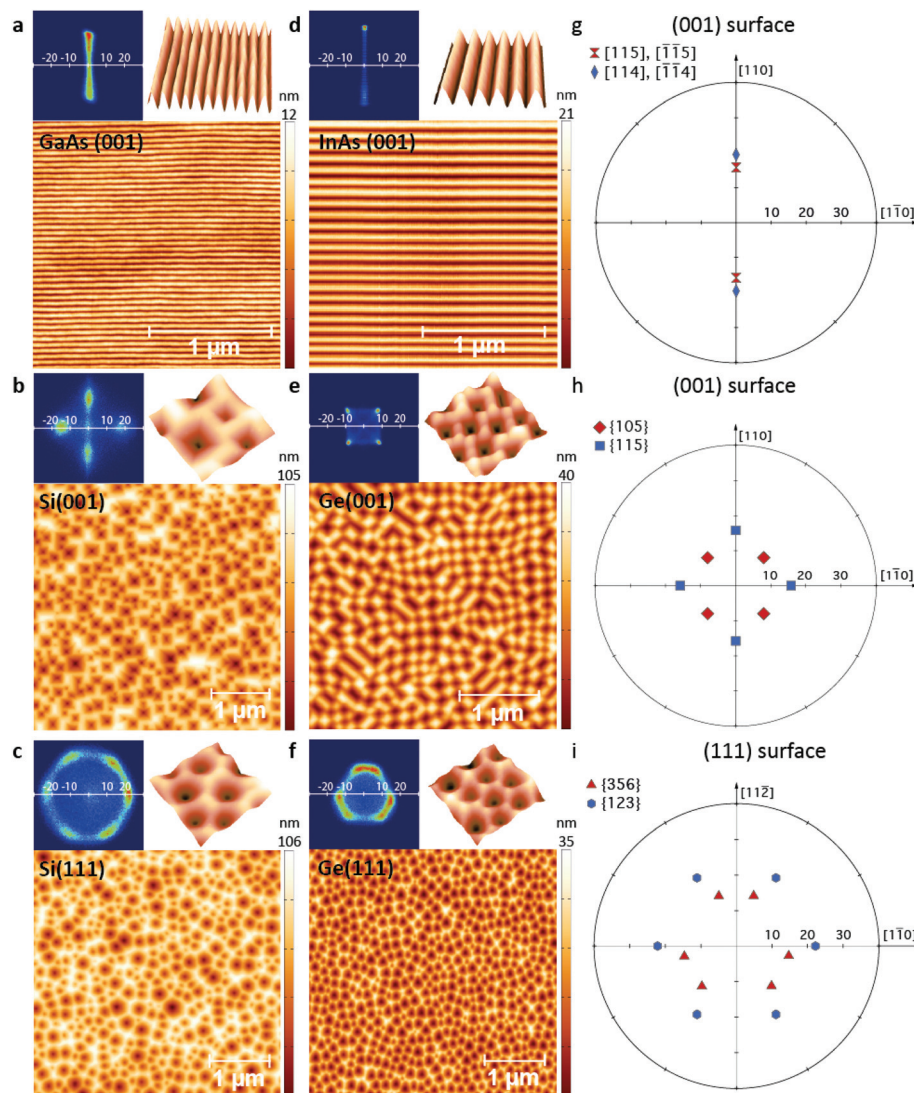 a
-20 -10 10 20
nm
12
GaAs (001)
1 µm
d
-20 -10 10 20
nm
21
InAs (001)
1 µm
g
(001) surface
[115], [1̅1̅5]
[114], [1̅1̅4]
[110]
10 20 30
[11̅0]
b
-20 10 20
nm
105
Si(001)
1 µm
e
-20 -10 10 20
nm
40
Ge(001)
1 µm
h
(001) surface
{105}
{115}
[110]
10 20 30
[11̅0]
c
-20 -10 10 20
nm
106
Si(111)
1 µm
f
-20 -10 10 20
nm
35
Ge(111)
1 µm
i
(111) surface
{356}
{123}
[112̅]
10 20 30
[11̅0]